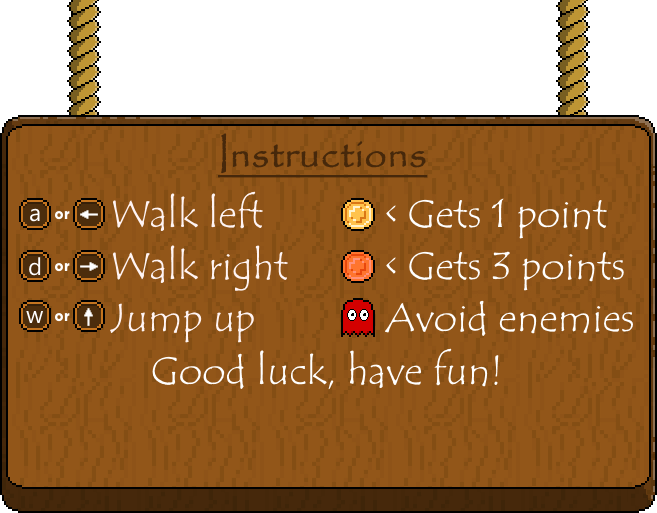 Instructions
a or ← Walk left
< Gets 1 point
d or → Walk right
< Gets 3 points
w or ↑ Jump up
Avoid enemies
Good luck, have fun!